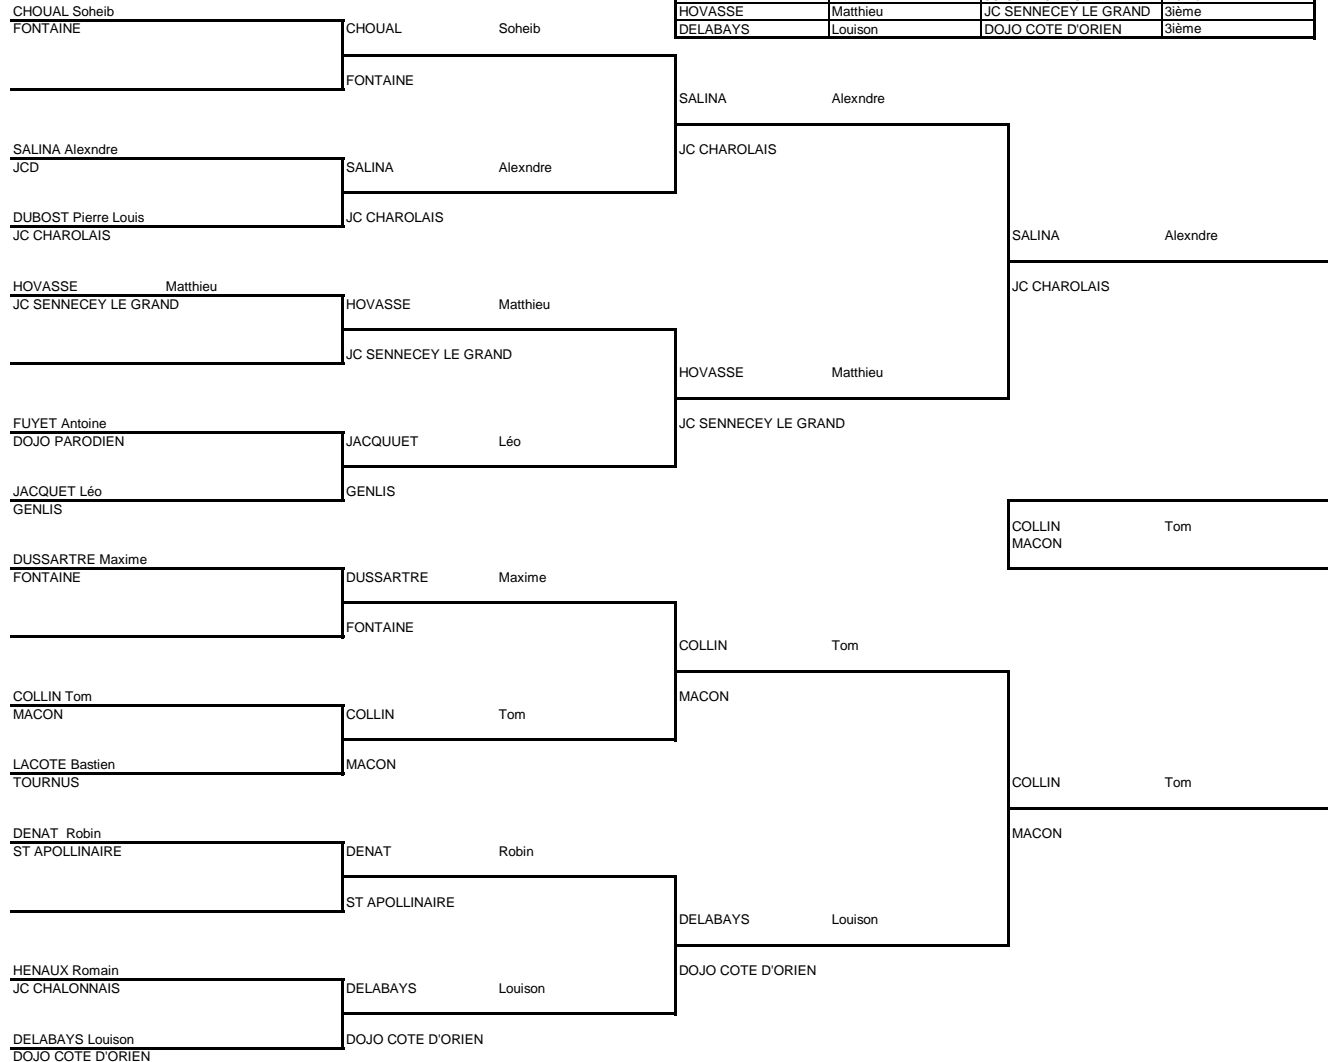 HOVASSE Matthieu JC SENNECEY LE GRAND 3ième
DELABAYS Louison DOJO COTE D'ORIEN 3ième
CHOUAL Soheib
FONTAINE
CHOUAL Soheib
FONTAINE
SALINA Alexndre
JC CHAROLAIS
SALINA Alexndre
JCD
SALINA Alexndre
DUBOST Pierre Louis
JC CHAROLAIS
JC CHAROLAIS
SALINA Alexndre
JC CHAROLAIS
HOVASSE Matthieu
JC SENNECEY LE GRAND
HOVASSE Matthieu
JC SENNECEY LE GRAND
HOVASSE Matthieu
JC SENNECEY LE GRAND
FUYET Antoine
DOJO PARODIEN
JACQUUET Léo
JACQUET Léo
GENLIS
GENLIS
COLLIN Tom
MACON
DUSSARTRE Maxime
FONTAINE
DUSSARTRE Maxime
FONTAINE
COLLIN Tom
MACON
COLLIN Tom
MACON
COLLIN Tom
LACOTE Bastien
TOURNUS
MACON
COLLIN Tom
MACON
DENAT Robin
ST APOLLINAIRE
DENAT Robin
ST APOLLINAIRE
DELABAYS Louison
DOJO COTE D'ORIEN
HENAUX Romain
JC CHALONNAIS
DELABAYS Louison
DELABAYS Louison
DOJO COTE D'ORIEN
DOJO COTE D'ORIEN